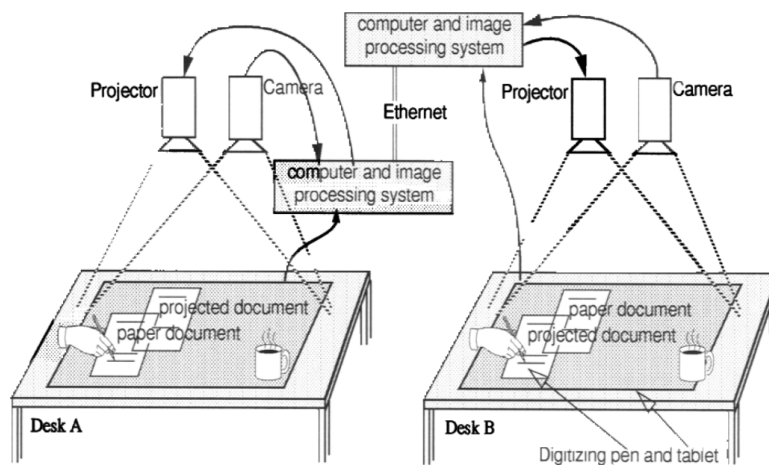 computer and image
processing system
Projector
Camera
Ethernet
Projector
Camera
computer and image
processing system
projected document
paper document
paper document
projected document
Desk A
Desk B
Digitizing pen and tablet